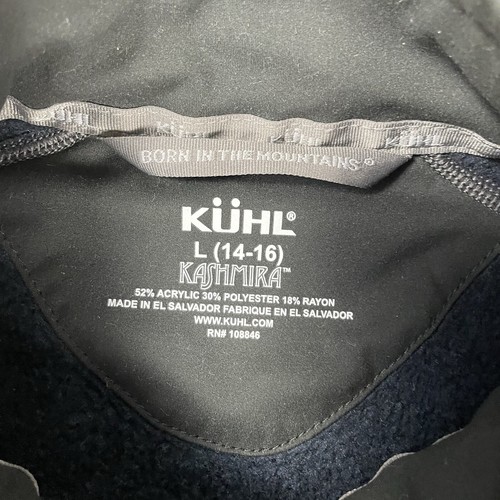 KÜHL
BORN IN THE MOUNTAINS®
KÜHL®
L (14-16)
KASHMIRA™
52% ACRYLIC 30% POLYESTER 18% RAYON
MADE IN EL SALVADOR FABRIQUE EN EL SALVADOR
WWW.KUHL.COM
RN# 108846